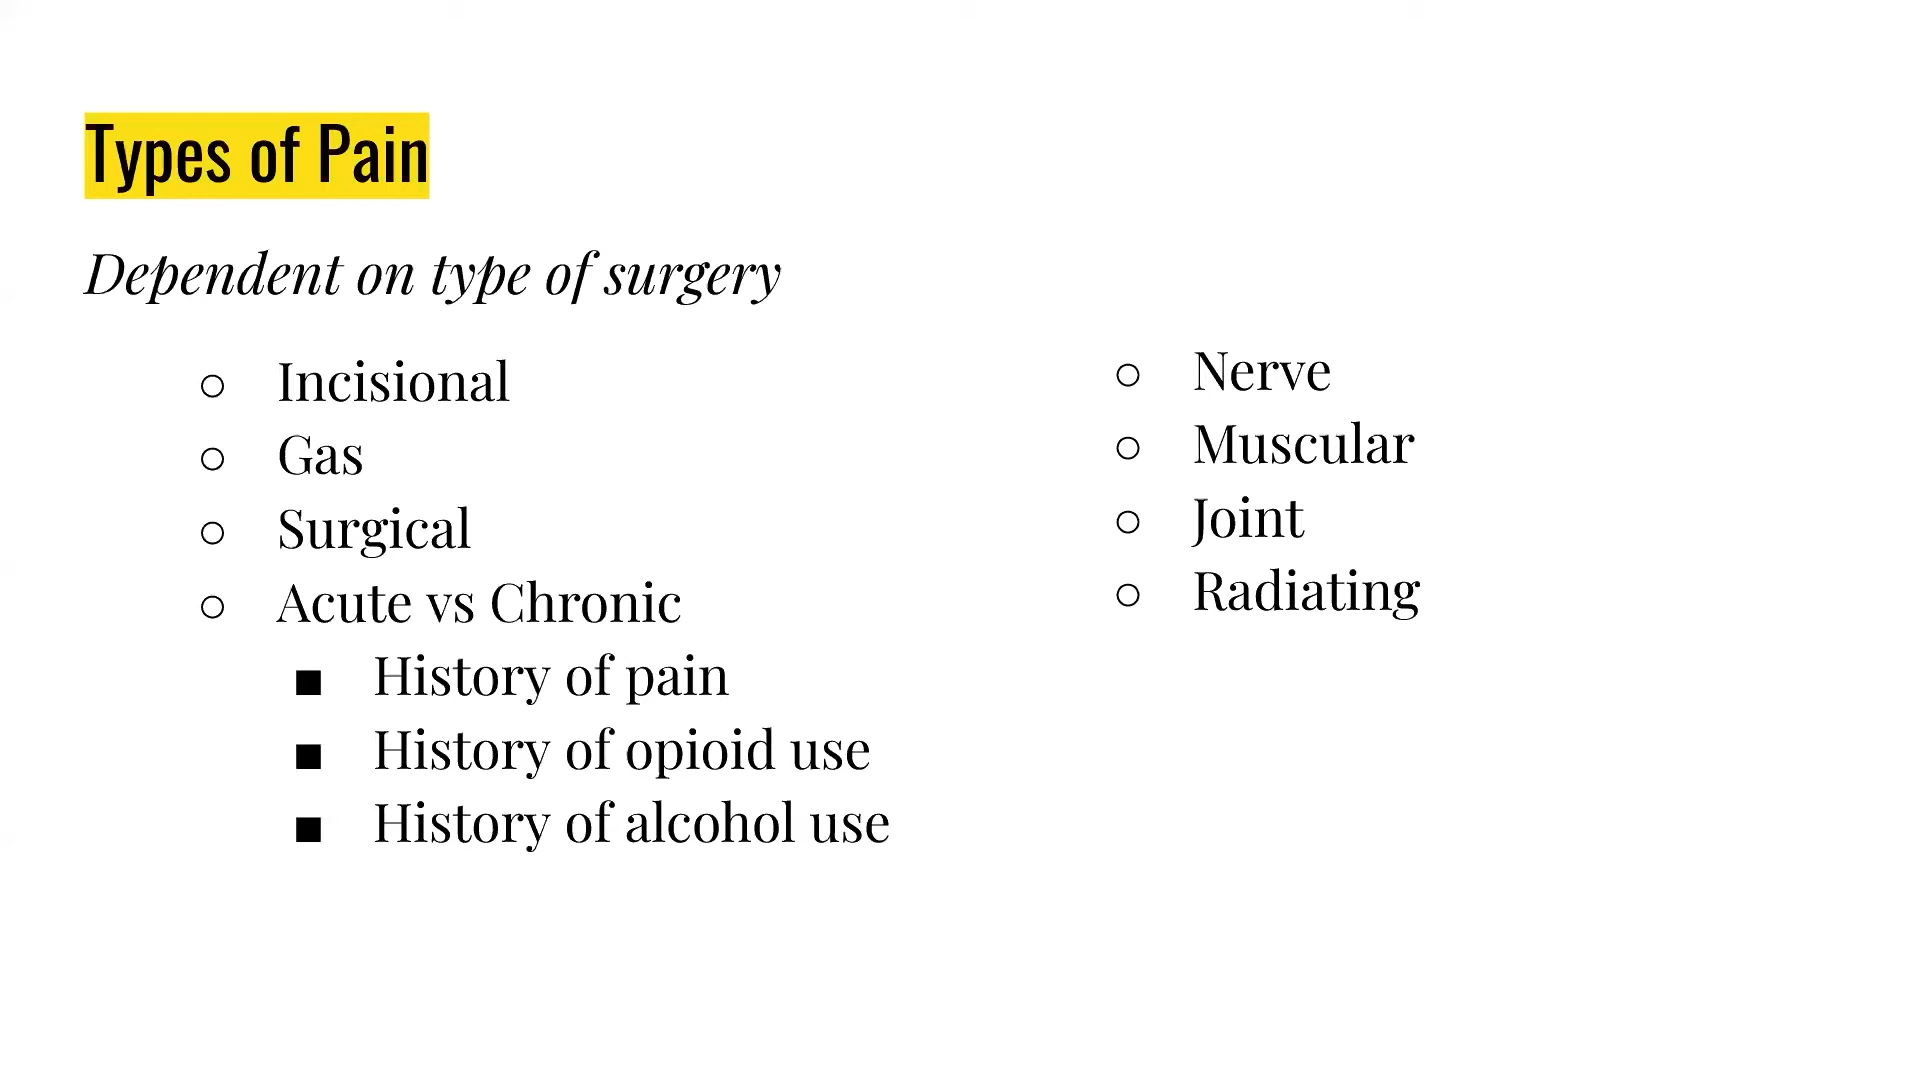 Types of Pain
Dependent on type of surgery
○ Incisional
○ Gas
○ Surgical
○ Acute vs Chronic
■ History of pain
■ History of opioid use
■ History of alcohol use
○ Nerve
○ Muscular
○ Joint
○ Radiating